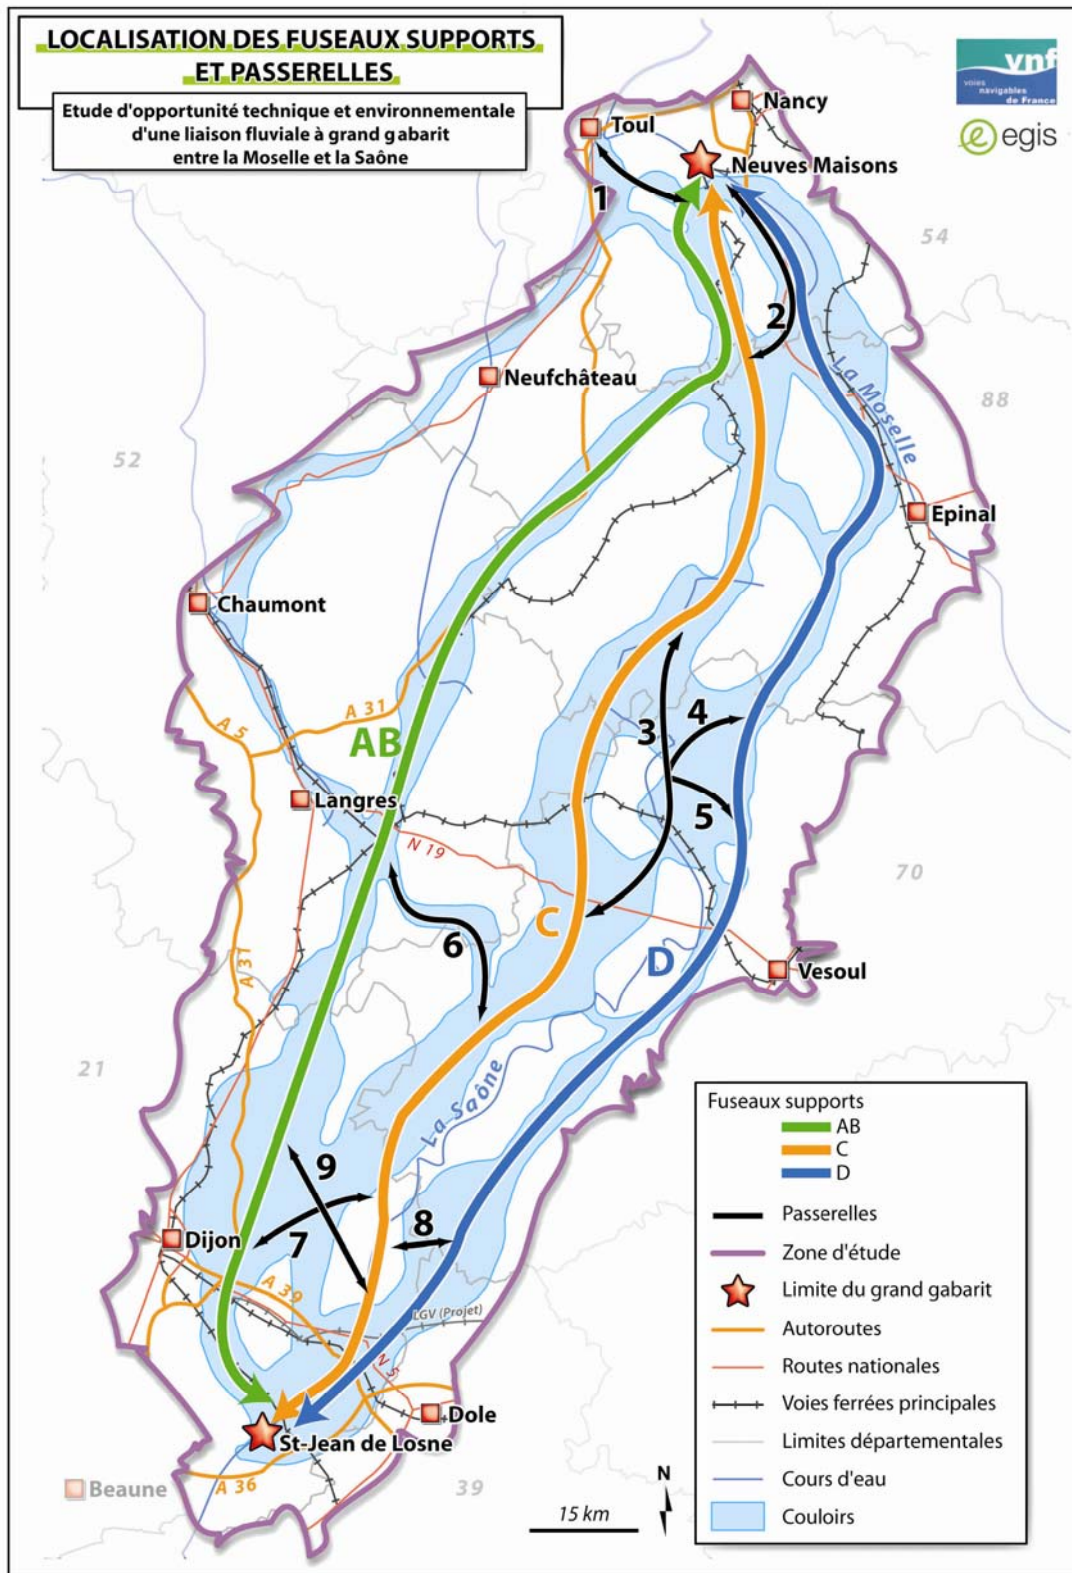 LOCALISATION DES FUSEAUX SUPPORTS
ET PASSERELLES
Etude d'opportunité technique et environnementale
d'une liaison fluviale à grand gabarit
entre la Moselle et la Saône
vnf
voies
navigables
de France
egis
Nancy
Toul
Neuves Maisons
1
54
2
La Moselle
Neufchâteau
88
52
Epinal
Chaumont
A 31
A 5
AB
3
4
5
Langres
N 19
70
C
6
D
Vesoul
A 31
21
La Saône
9
7
8
Dijon
A 39
LGV (Projet)
N 5
Dole
St-Jean de Losne
Beaune
A 36
39
15 km
N
Fuseaux supports
AB
C
D
Passerelles
Zone d'étude
Limite du grand gabarit
Autoroutes
Routes nationales
Voies ferrées principales
Limites départementales
Cours d'eau
Couloirs